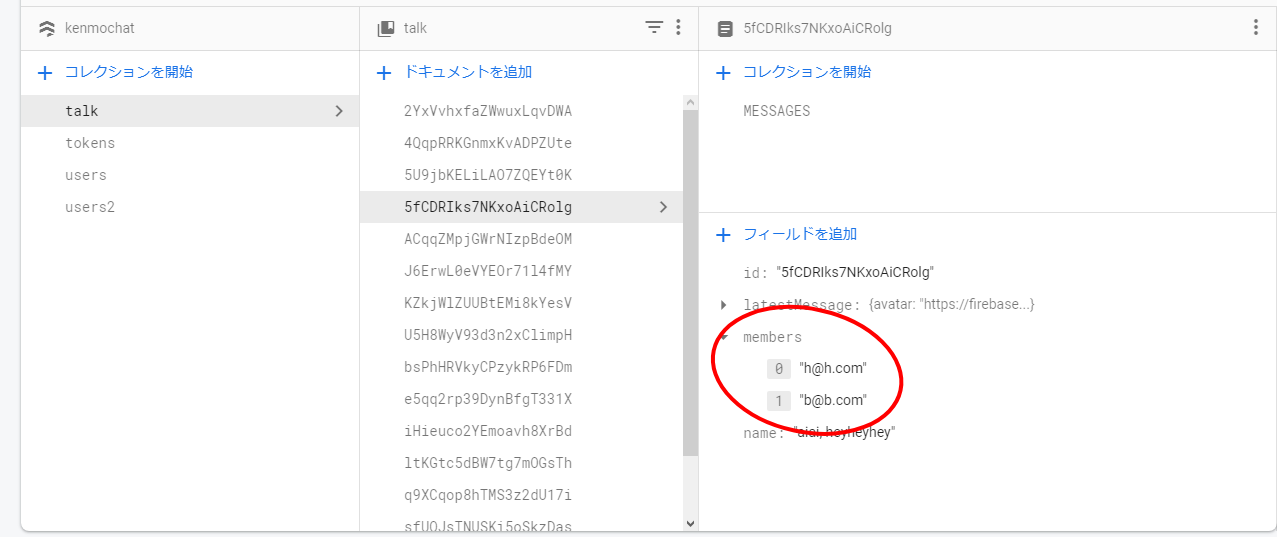 kenmochat
コレクションを開始
talk
tokens
users
users2
talk
ドキュメントを追加
2YxVvhxfaZWwuxLqvDWA
4QqpRRKGnmxKvADPZUte
5U9jbKELiLAO7ZQEYt0K
5fCDRIks7NKxoAiCRolg
ACqqZMpjGWrNIzpBdeOM
J6ErwL0eVYEOr71l4fMY
KZkjWlZUUBtEMi8kYesV
U5H8WyV93d3n2xClimpH
bsPhHRVkyCPzykRP6FDm
e5qq2rp39DynBfgT331X
iHieuco2YEmoavh8XrBd
ltKGtc5dBW7tg7mOGsTh
q9XCqop8hTMS3z2dU17i
sfUOJsTNUSKi5oSkzDas
5fCDRIks7NKxoAiCRolg
コレクションを開始
MESSAGES
フィールドを追加
id: "5fCDRIks7NKxoAiCRolg"
latestMessage: {avatar: "https://firebase...}
members
0 "h@h.com"
1 "b@b.com"
name: "aiai, heyheyhey"